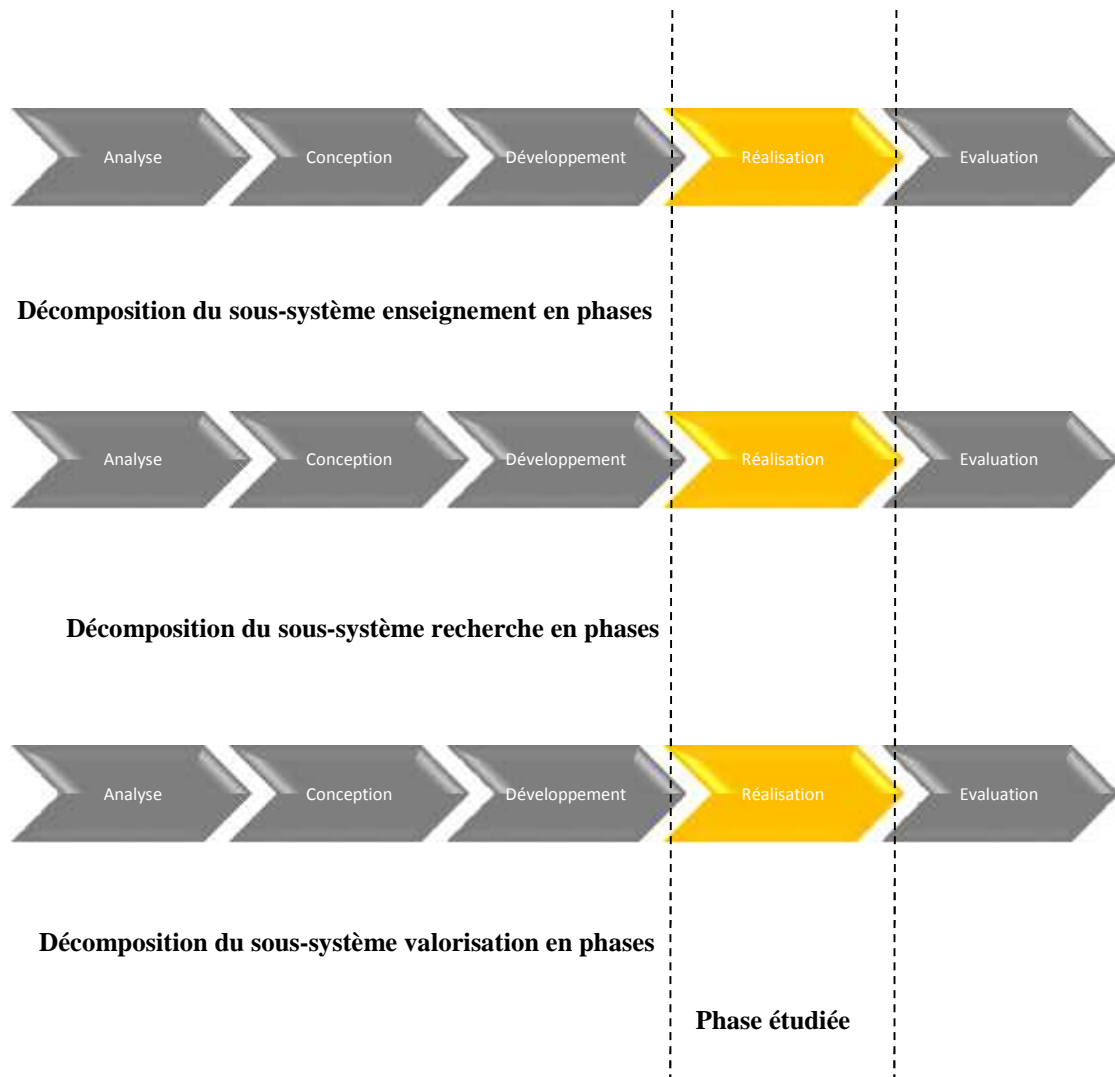 Analyse Conception Développement Réalisation Evaluation
Décomposition du sous-système enseignement en phases
Analyse Conception Développement Réalisation Evaluation
Décomposition du sous-système recherche en phases
Analyse Conception Développement Réalisation Evaluation
Décomposition du sous-système valorisation en phases
Phase étudiée